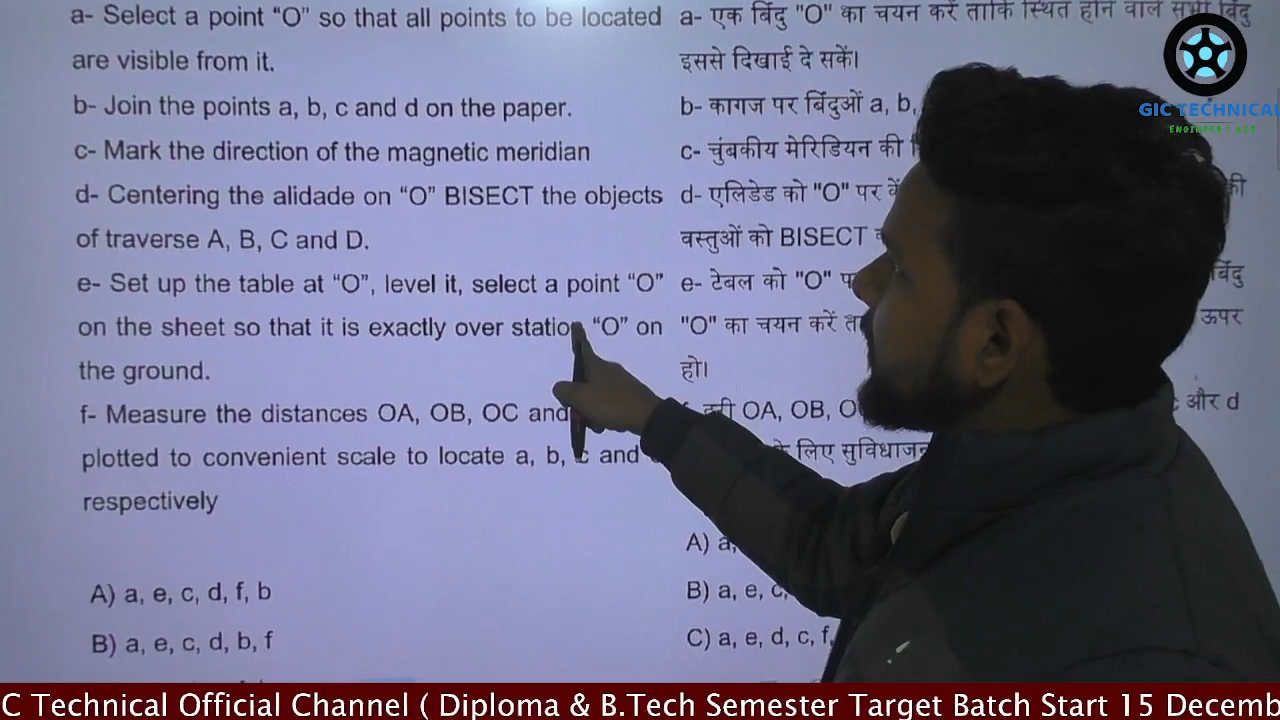 a- Select a point “O” so that all points to be located
are visible from it.
b- Join the points a, b, c and d on the paper.
c- Mark the direction of the magnetic meridian
d- Centering the alidade on “O” BISECT the objects
of traverse A, B, C and D.
e- Set up the table at “O”, level it, select a point “O”
on the sheet so that it is exactly over station “O” on
the ground.
f- Measure the distances OA, OB, OC and
plotted to convenient scale to locate a, b, c and
respectively
A) a, e, c, d, f, b
B) a, e, c, d, b, f
a- एक बिंदु "O" का चयन करें ताकि स्थित होने वाले सभी बिंदु
इससे दिखाई दे सकें।
b- कागज पर बिंदुओं a, b,
c- चुंबकीय मेरिडियन की
d- एलिडेड को "O" पर की
वस्तुओं को BISECT
e- टेबल को "O" बिंदु
"O" का चयन करें ऊपर
हो।
दूरी OA, OB, और d
के लिए
A) a,
B) a, e, c,
C) a, e, d, c, f,
GIC TECHNICAL
C Technical Official Channel ( Diploma & B.Tech Semester Target Batch Start 15 Decemb